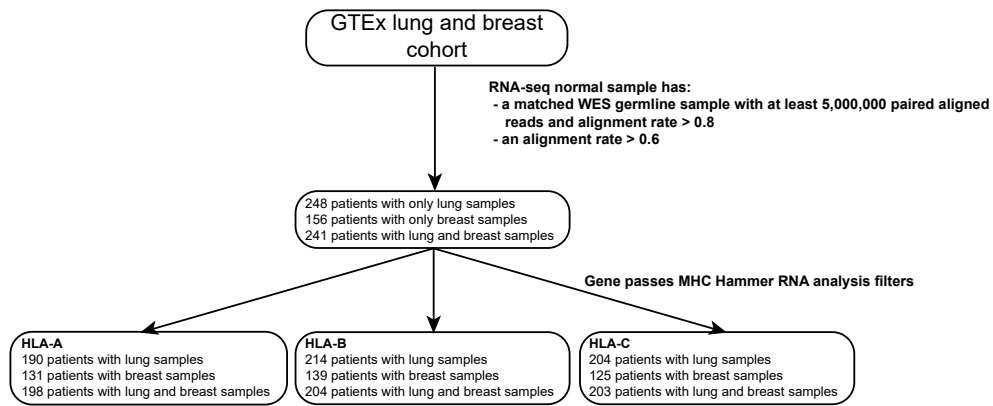 GTEx lung and breast
cohort
RNA-seq normal sample has:
- a matched WES germline sample with at least 5,000,000 paired aligned
reads and alignment rate > 0.8
- an alignment rate > 0.6
248 patients with only lung samples
156 patients with only breast samples
241 patients with lung and breast samples
Gene passes MHC Hammer RNA analysis filters
HLA-A
190 patients with lung samples
131 patients with breast samples
198 patients with lung and breast samples
HLA-B
214 patients with lung samples
139 patients with breast samples
204 patients with lung and breast samples
HLA-C
204 patients with lung samples
125 patients with breast samples
203 patients with lung and breast samples